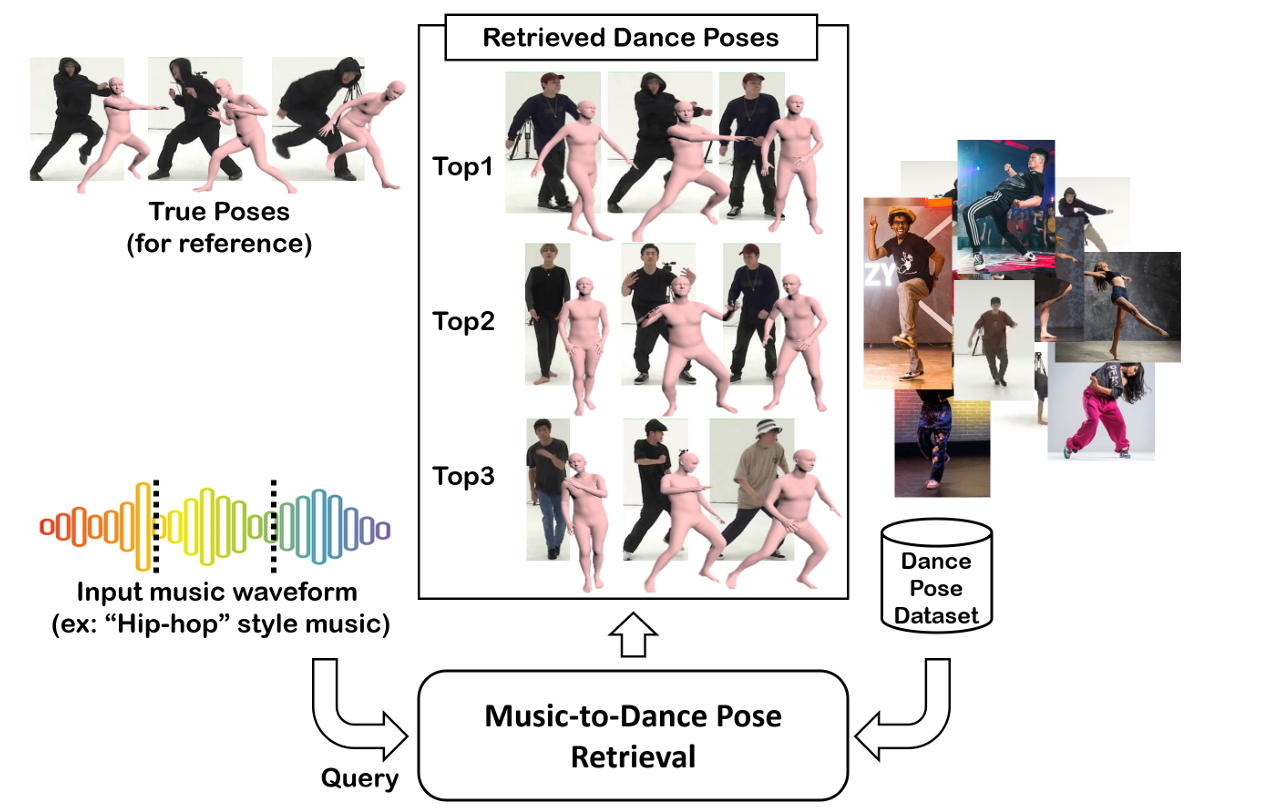 Retrieved Dance Poses
True Poses
(for reference)
Top1
Top2
Top3
ZY
Input music waveform
(ex: “Hip-hop” style music)
Dance
Pose
Dataset
Query
Music-to-Dance Pose
Retrieval